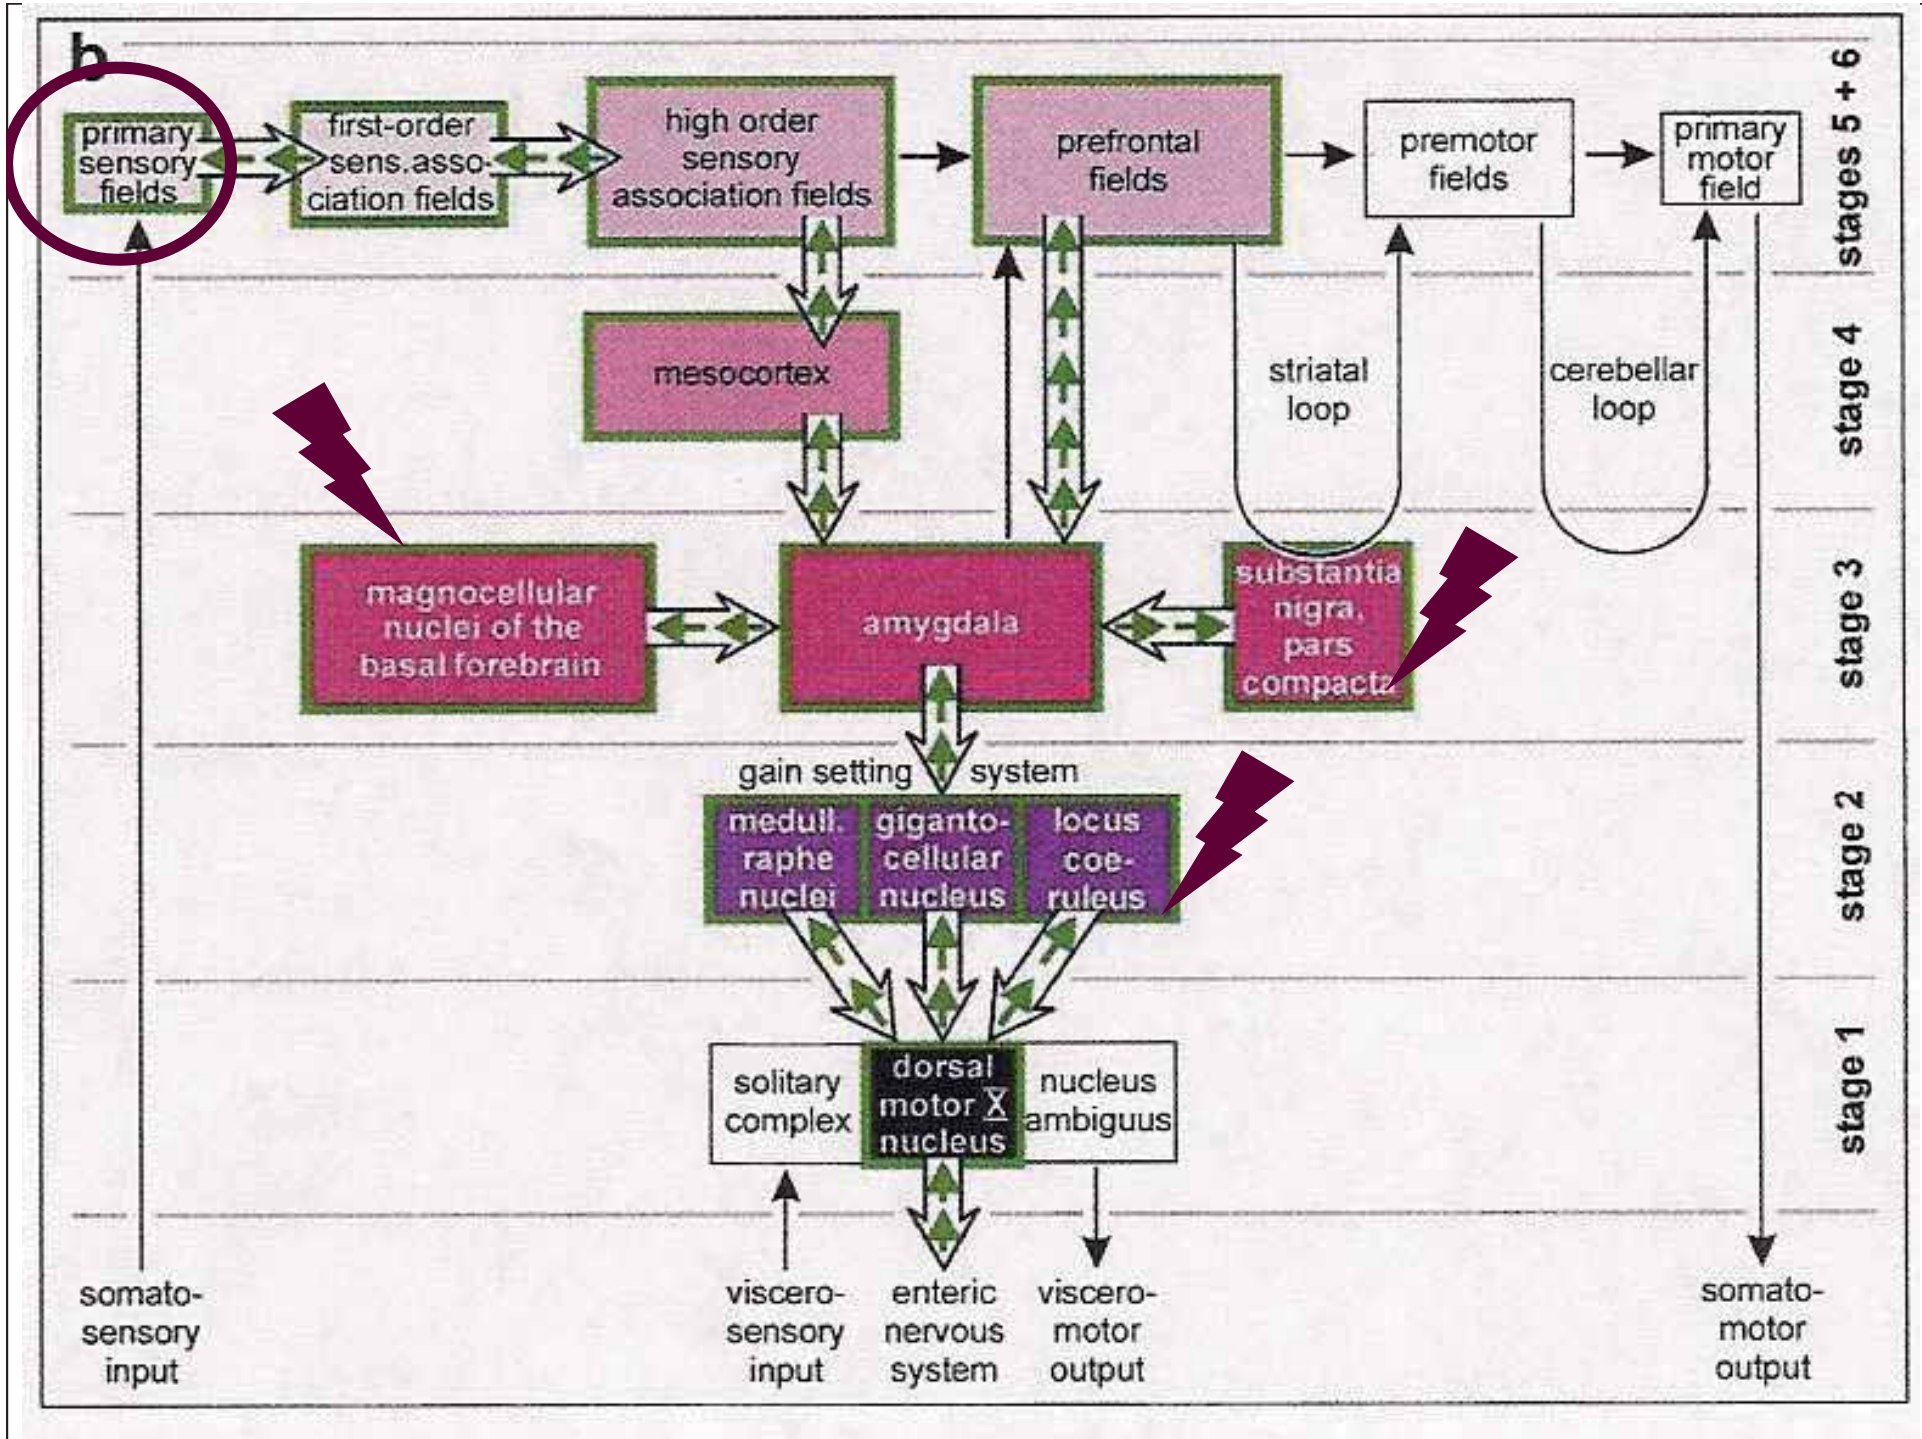 b
primary
sensory
fields
first-order
sens.asso-
ciation fields
high order
sensory
association fields
prefrontal
fields
premotor
fields
primary
motor
field
stages 5 + 6
mesocortex
striatal
loop
cerebellar
loop
stage 4
magnocellular
nuclei of the
basal forebrain
amygdala
substantia
nigra,
pars
compacta
stage 3
gain setting system
medull.
raphe
nuclei
giganto-
cellular
nucleus
locus
coe-
ruleus
stage 2
solitary
complex
dorsal
motor X
nucleus
nucleus
ambiguus
stage 1
somato-
sensory
input
viscero-
sensory
input
enteric
nervous
system
viscero-
motor
output
somato-
motor
output